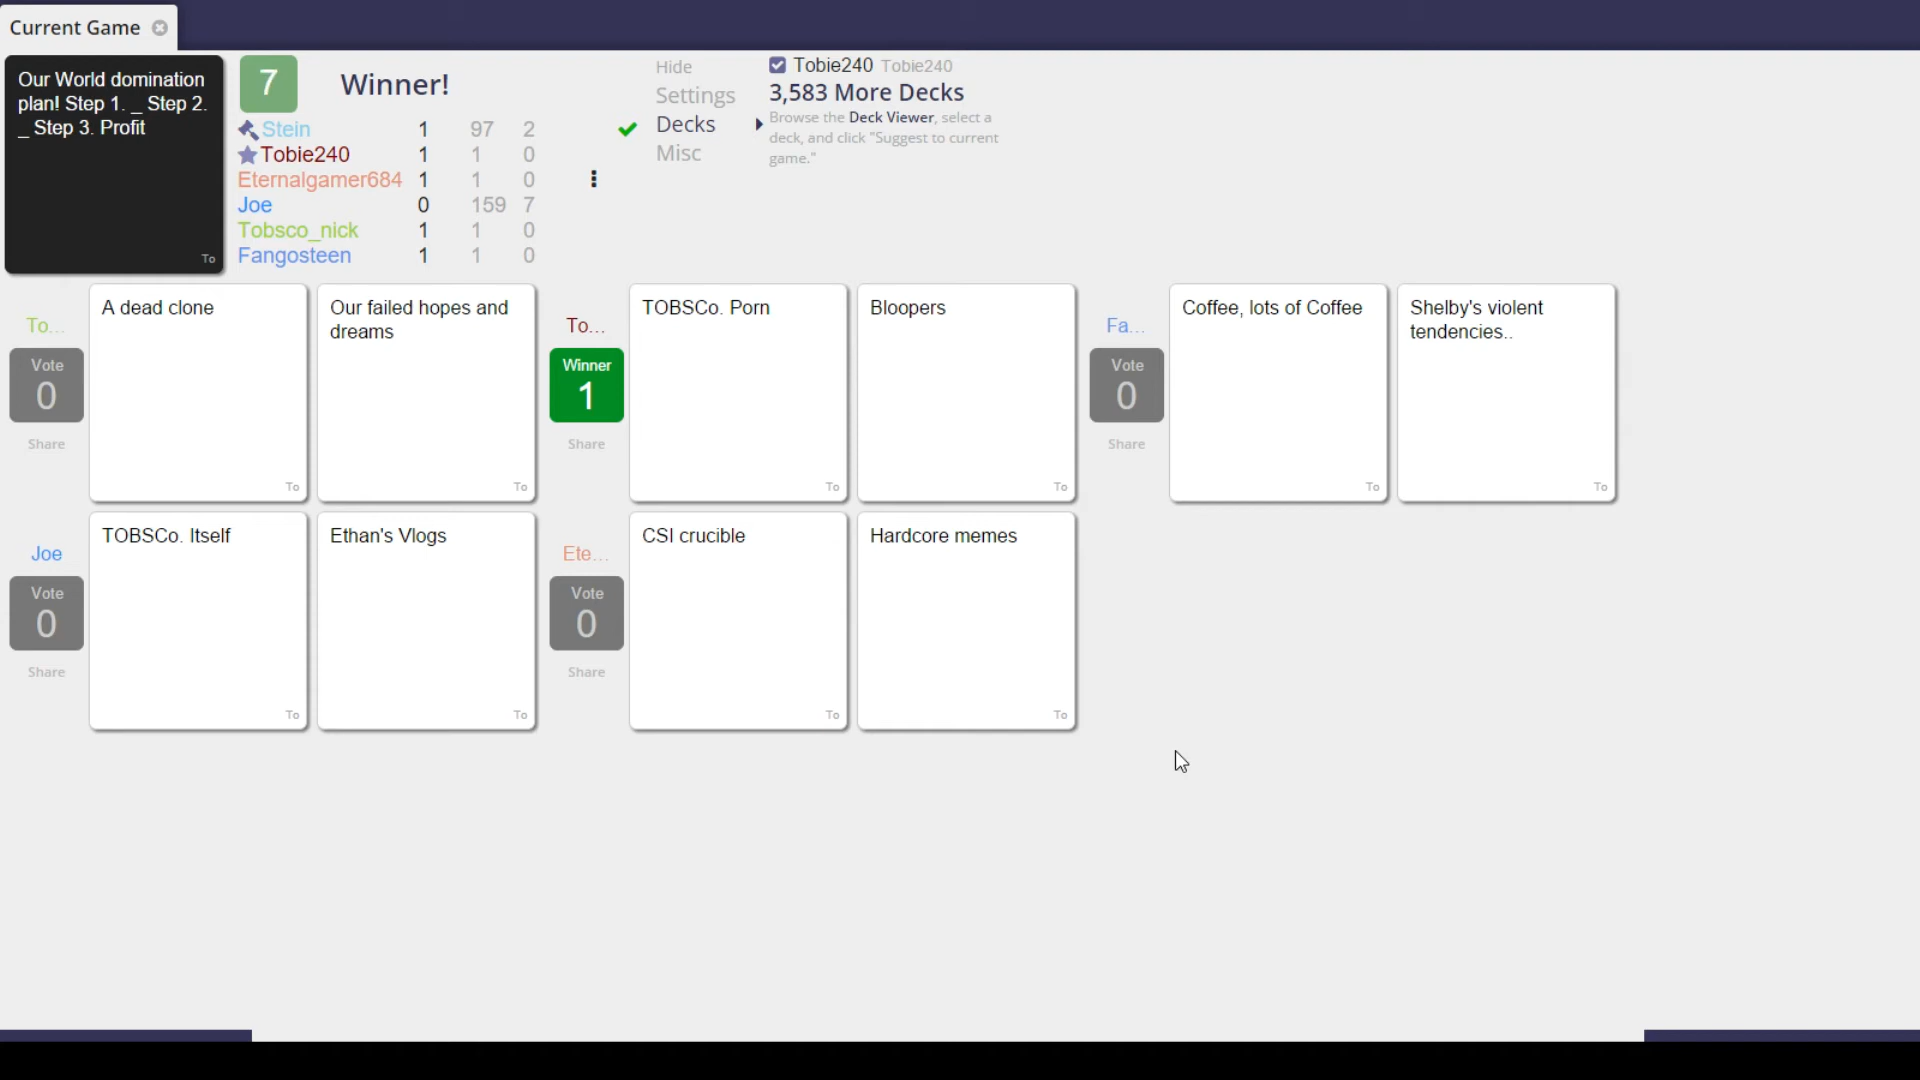 Current Game
Our World domination
plan! Step 1. _ Step 2.
_ Step 3. Profit
To
7
Winner!
Stein 1 97 2
Tobie240 1 1 0
Eternalgamer684 1 1 0
Joe 0 159 7
Tobsco_nick 1 1 0
Fangosteen 1 1 0
Hide
Settings
Decks
Misc
Tobie240 Tobie240
3,583 More Decks
Browse the Deck Viewer, select a
deck, and click "Suggest to current
game."
To...
Vote
0
Share
A dead clone
To
Our failed hopes and
dreams
To
To...
Winner
1
Share
TOBSCo. Porn
To
Bloopers
To
Fa...
Vote
0
Share
Coffee, lots of Coffee
To
Shelby's violent
tendencies..
To
Joe
Vote
0
Share
TOBSCo. Itself
To
Ethan's Vlogs
To
Ete...
Vote
0
Share
CSI crucible
To
Hardcore memes
To